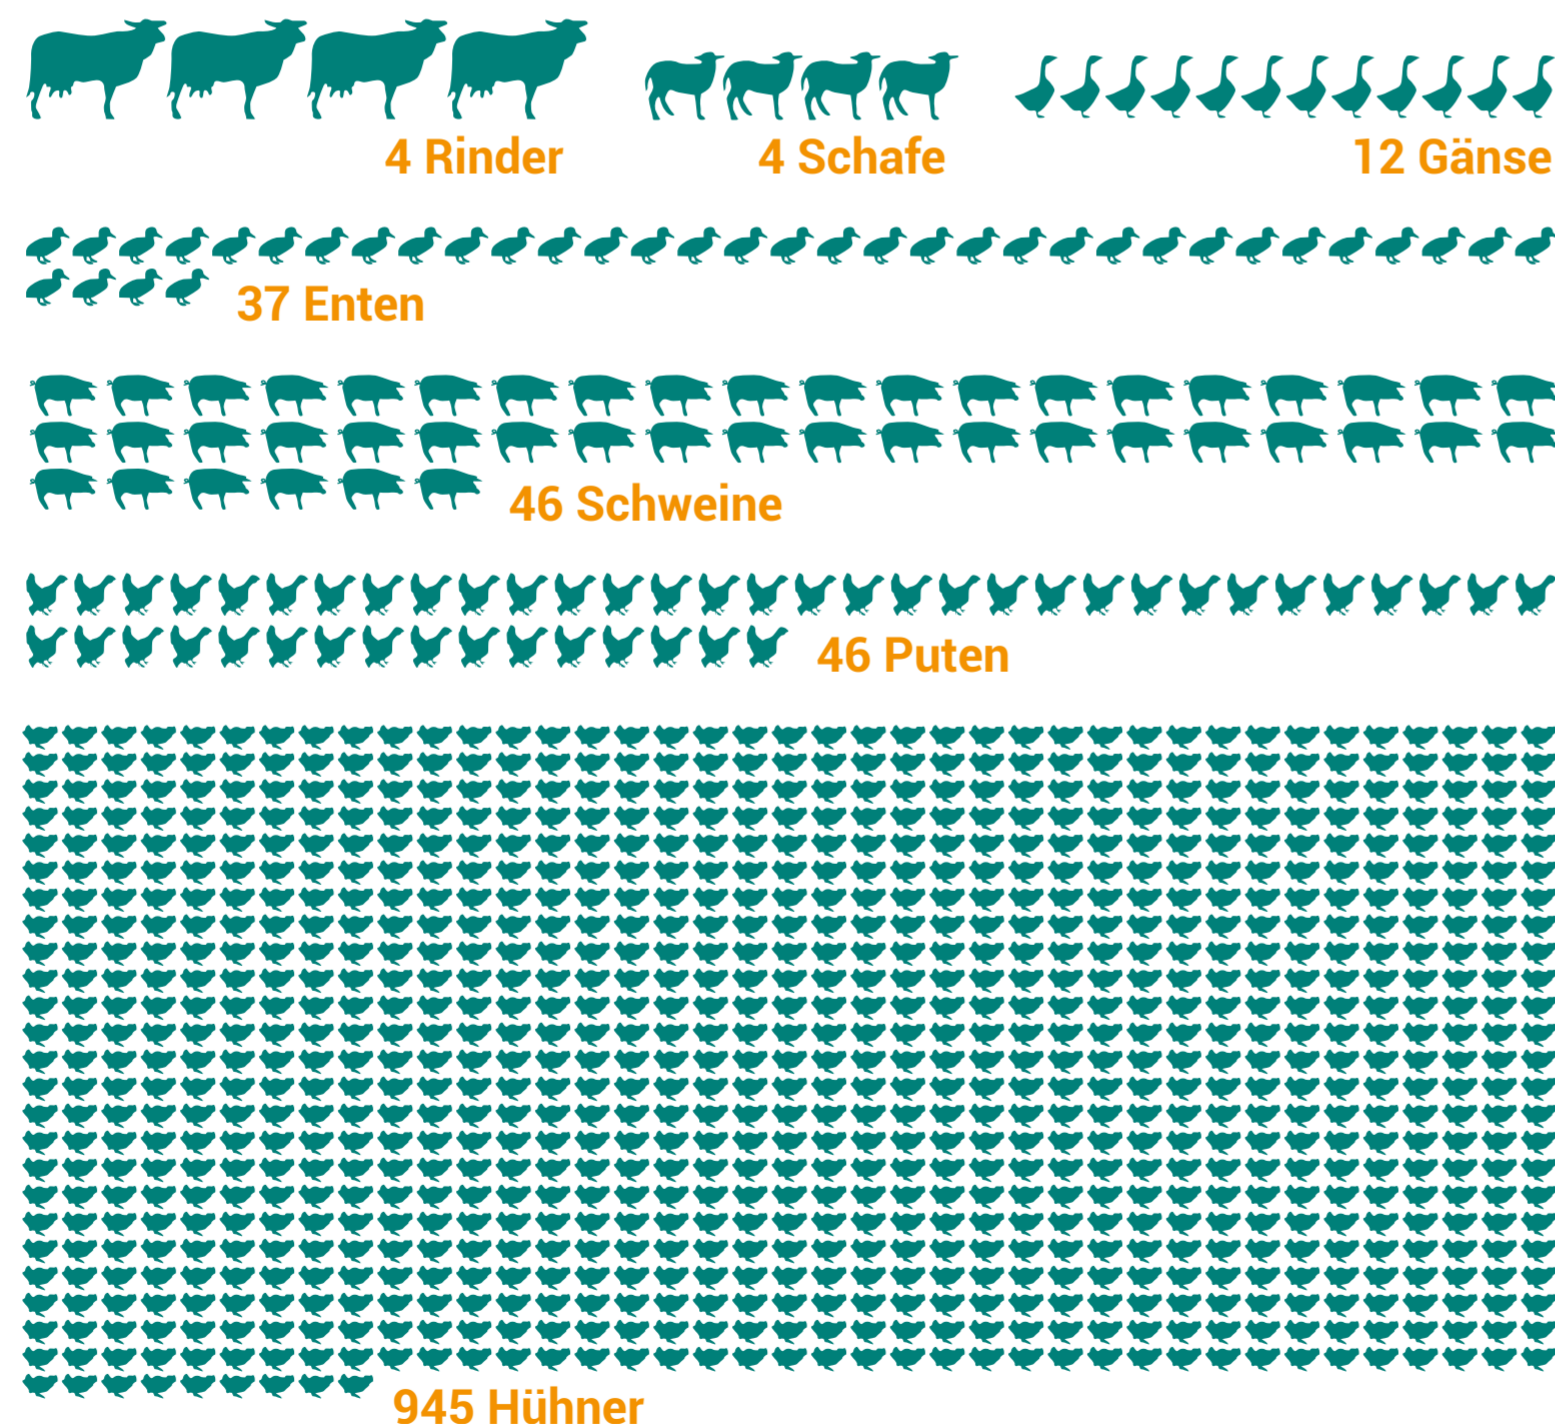 4 Rinder
4 Schafe
12 Gänse
37 Enten
46 Schweine
46 Puten
945 Hühner